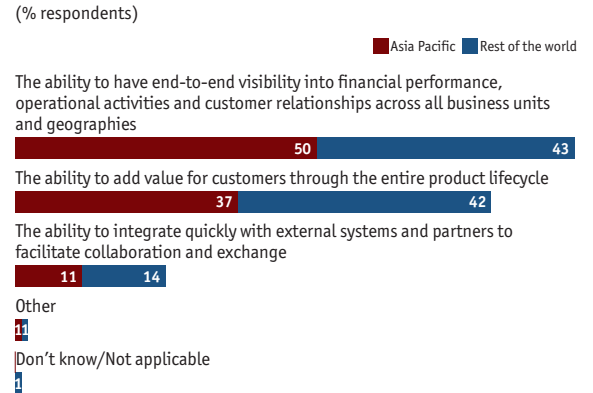 (% respondents)
Asia Pacific Rest of the world
The ability to have end-to-end visibility into financial performance,
operational activities and customer relationships across all business units
and geographies
50 43
The ability to add value for customers through the entire product lifecycle
37 42
The ability to integrate quickly with external systems and partners to
facilitate collaboration and exchange
11 14
Other
1 1
Don’t know/Not applicable
1